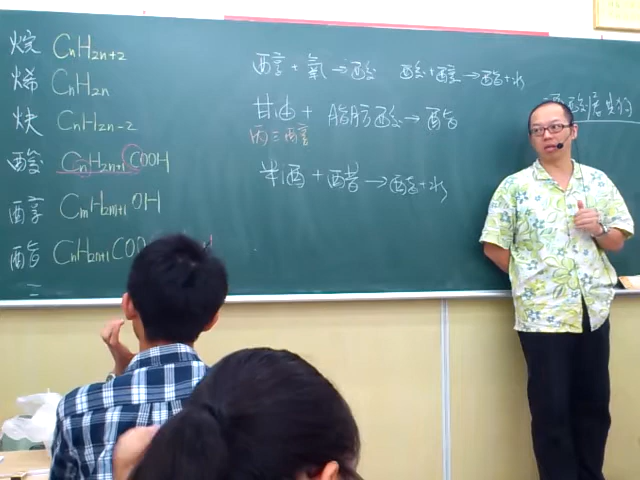 烷 CnH2n+2
烯 CnH2n
炔 CnH2n-2
酸 CnH2n+1COOH
醇 CmH2m+1OH
酯 CnH2n+1COO
醇 + 氧 → 酸 酸+醇 → 酯+水
甘油 + 脂肪酸 → 酯
丙三醇
米酒 + 醋 → 酯+水